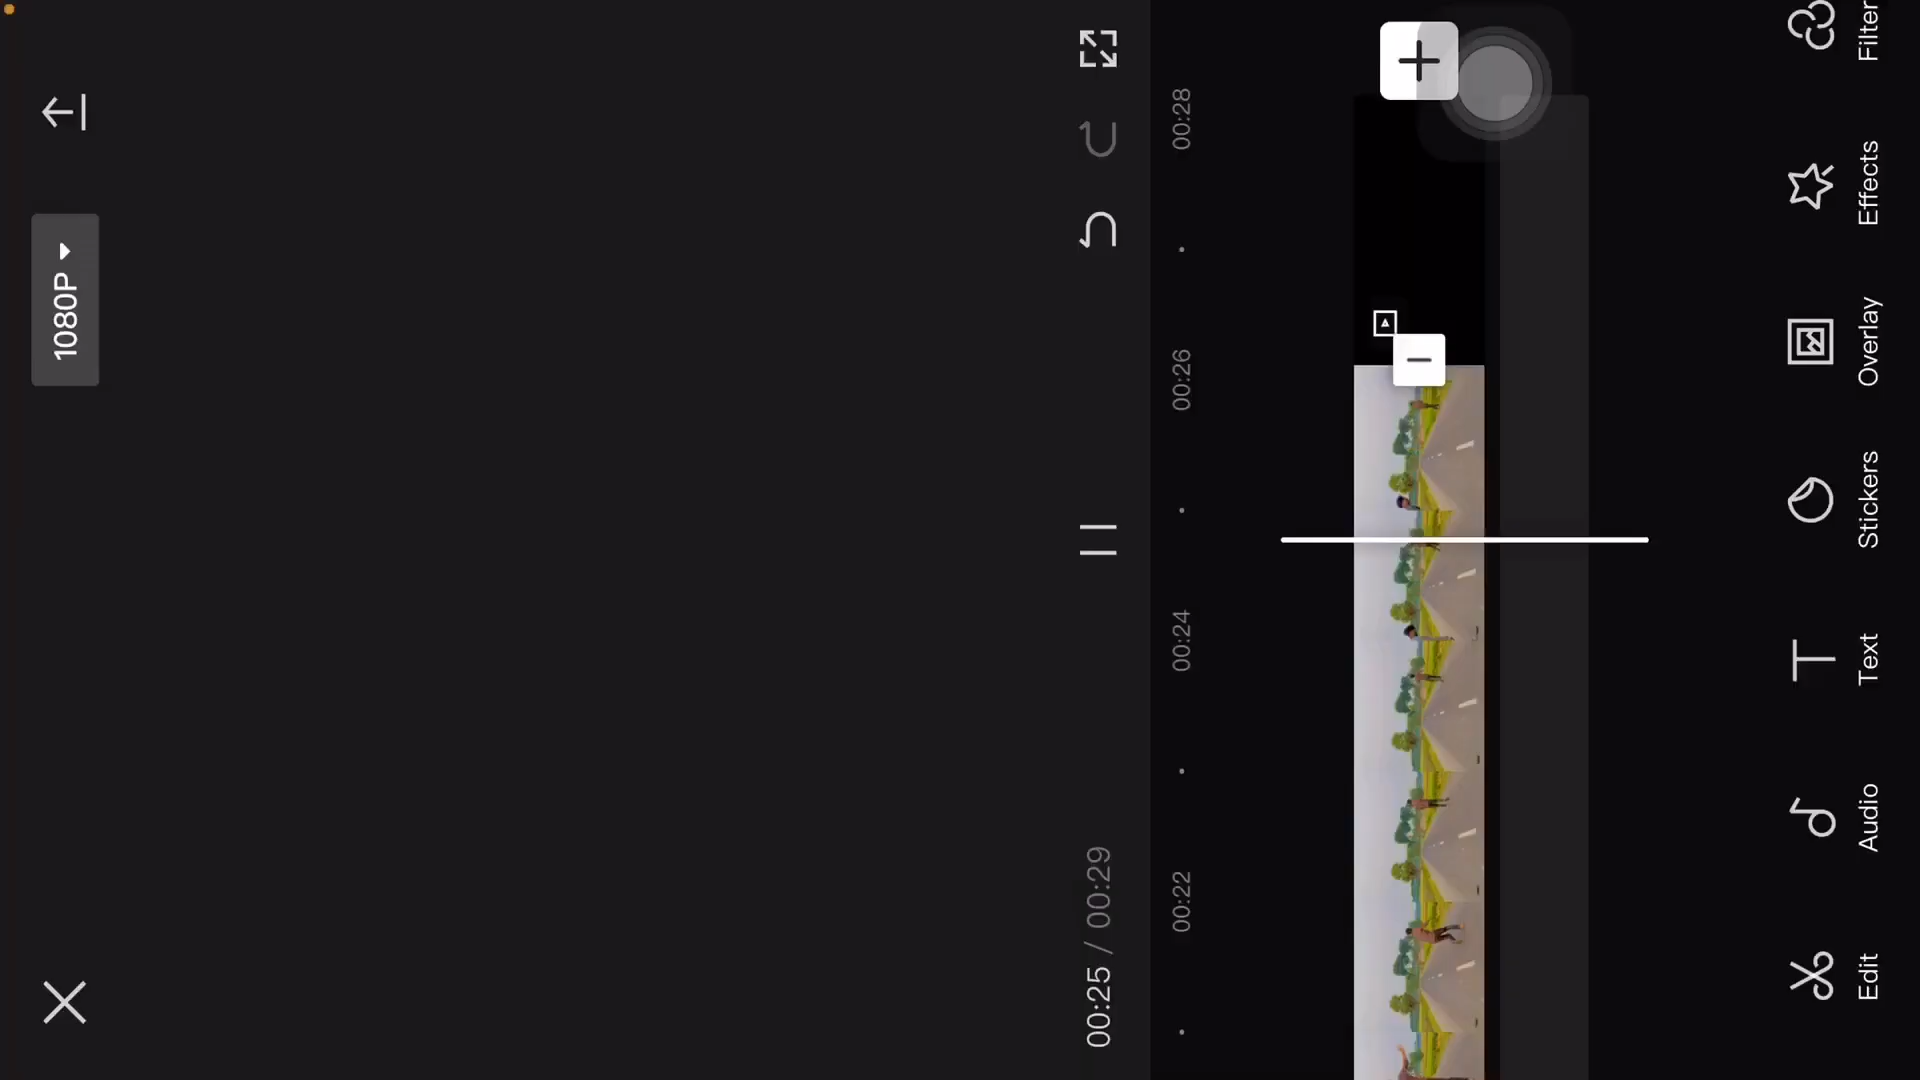 1080P
00:25 / 00:29
00:22
00:24
00:26
00:28
Edit
Audio
Text
Stickers
Overlay
Effects
Filter